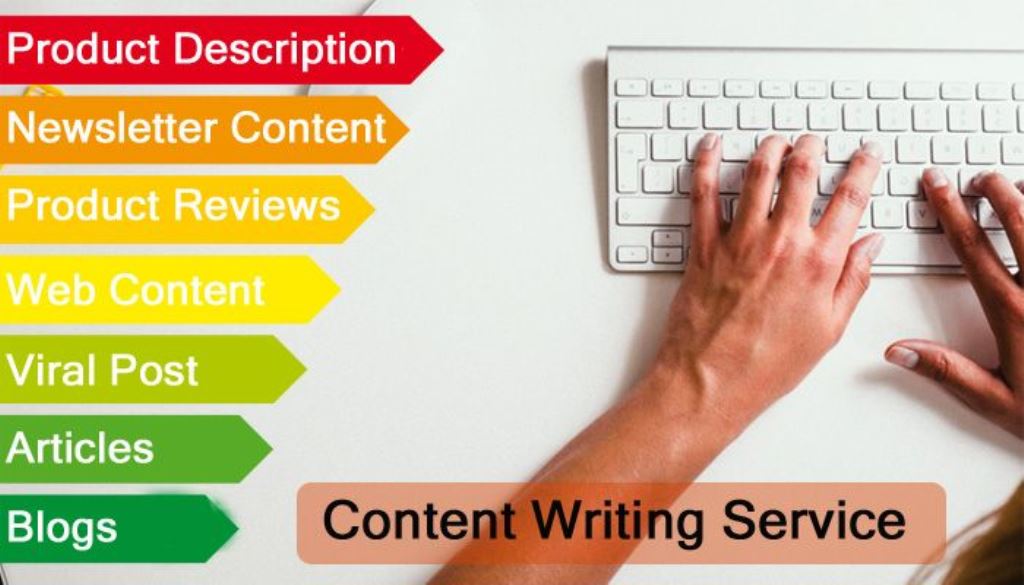 Product Description
Newsletter Content
Product Reviews
Web Content
Viral Post
Articles
Blogs
Content Writing Service